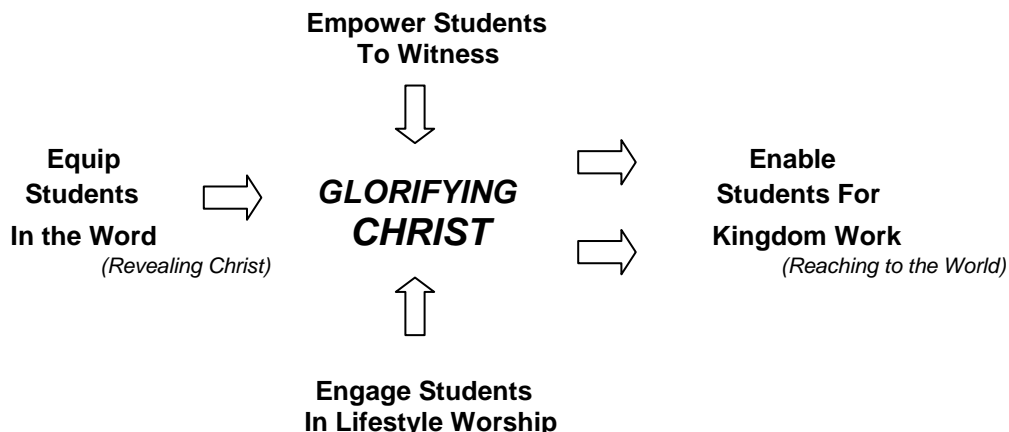 Empower Students
To Witness
Equip
Students
In the Word
(Revealing Christ)
GLORIFYING
CHRIST
Enable
Students For
Kingdom Work
(Reaching to the World)
Engage Students
In Lifestyle Worship